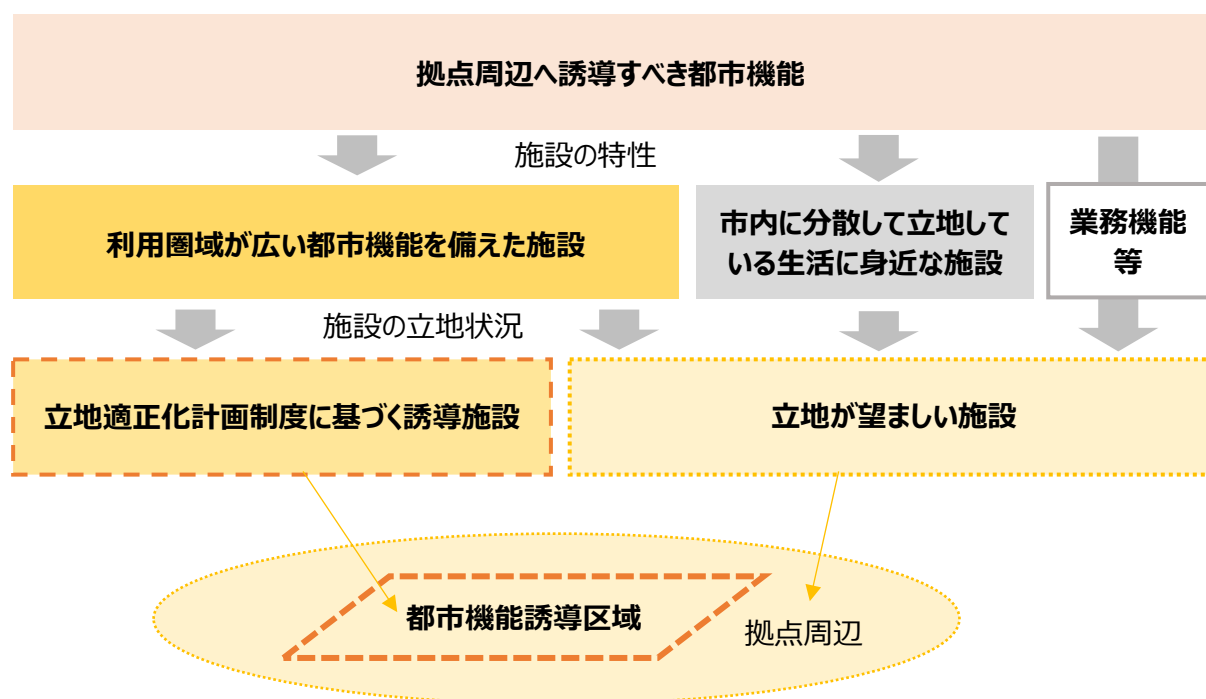 拠点周辺へ誘導すべき都市機能
施設の特性
利用圏域が広い都市機能を備えた施設
市内に分散して立地して
いる生活に身近な施設
業務機能
等
施設の立地状況
立地適正化計画制度に基づく誘導施設
立地が望ましい施設
都市機能誘導区域
拠点周辺